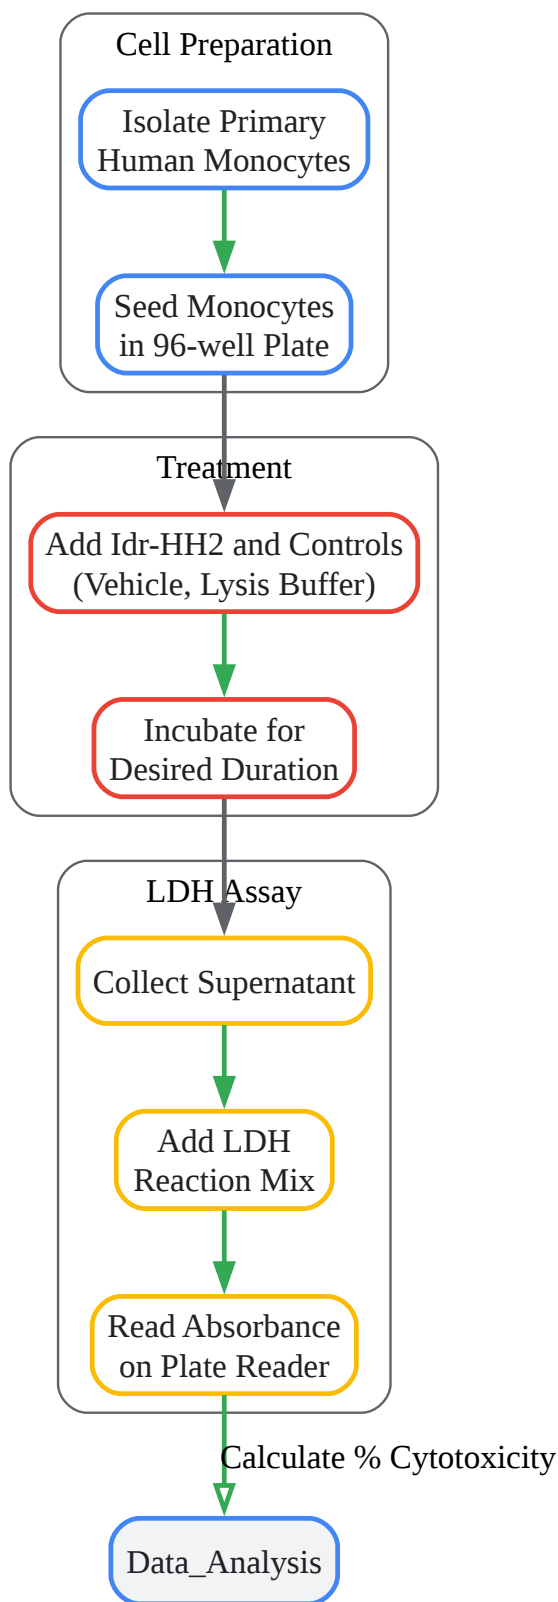 Cell Preparation
Isolate Primary
Human Monocytes
Seed Monocytes
in 96-well Plate
Treatment
Add Idr-HH2 and Controls
(Vehicle, Lysis Buffer)
Incubate for
Desired Duration
LDH Assay
Collect Supernatant
Add LDH
Reaction Mix
Read Absorbance
on Plate Reader
Calculate % Cytotoxicity
Data_Analysis